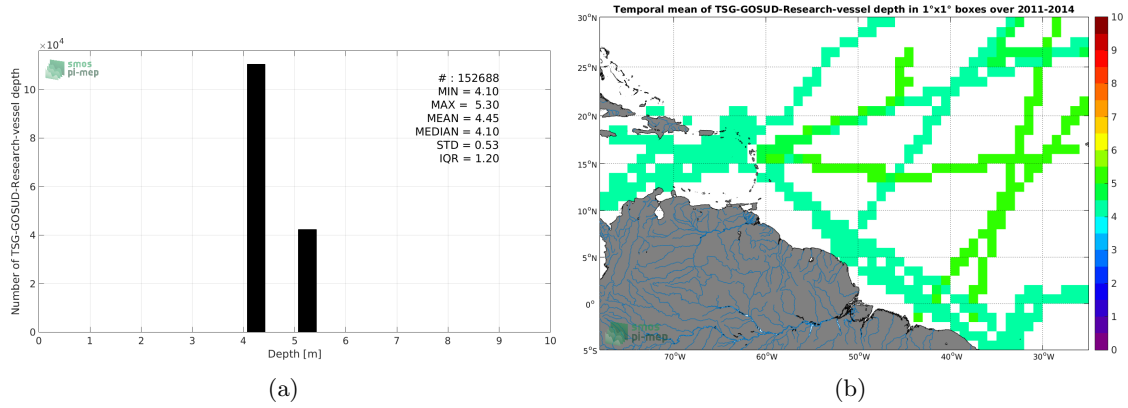 ×10⁴
smos
pi-mep
Number of TSG-GOSUD-Research-vessel depth
10
8
6
4
2
0
0 1 2 3 4 5 6 7 8 9 10
Depth [m]
# : 152688
MIN = 4.10
MAX = 5.30
MEAN = 4.45
MEDIAN = 4.10
STD = 0.53
IQR = 1.20
(a)
Temporal mean of TSG-GOSUD-Research-vessel depth in 1°x1° boxes over 2011-2014
30°N
25°N
20°N
15°N
10°N
5°N
0°
5°S
70°W 60°W 50°W 40°W 30°W
smos
pi-mep
10
9
8
7
6
5
4
3
2
1
0
(b)